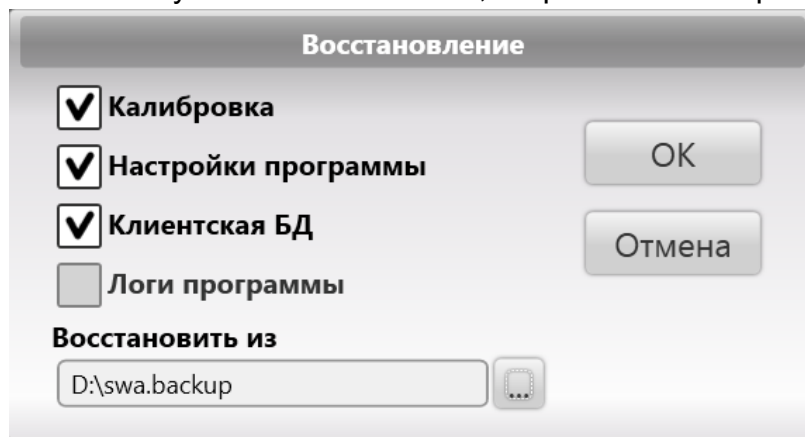 Восстановление
Калибровка
Настройки программы
Клиентская БД
Логи программы
OK
Отмена
Восстановить из
D:\swa.backup
...